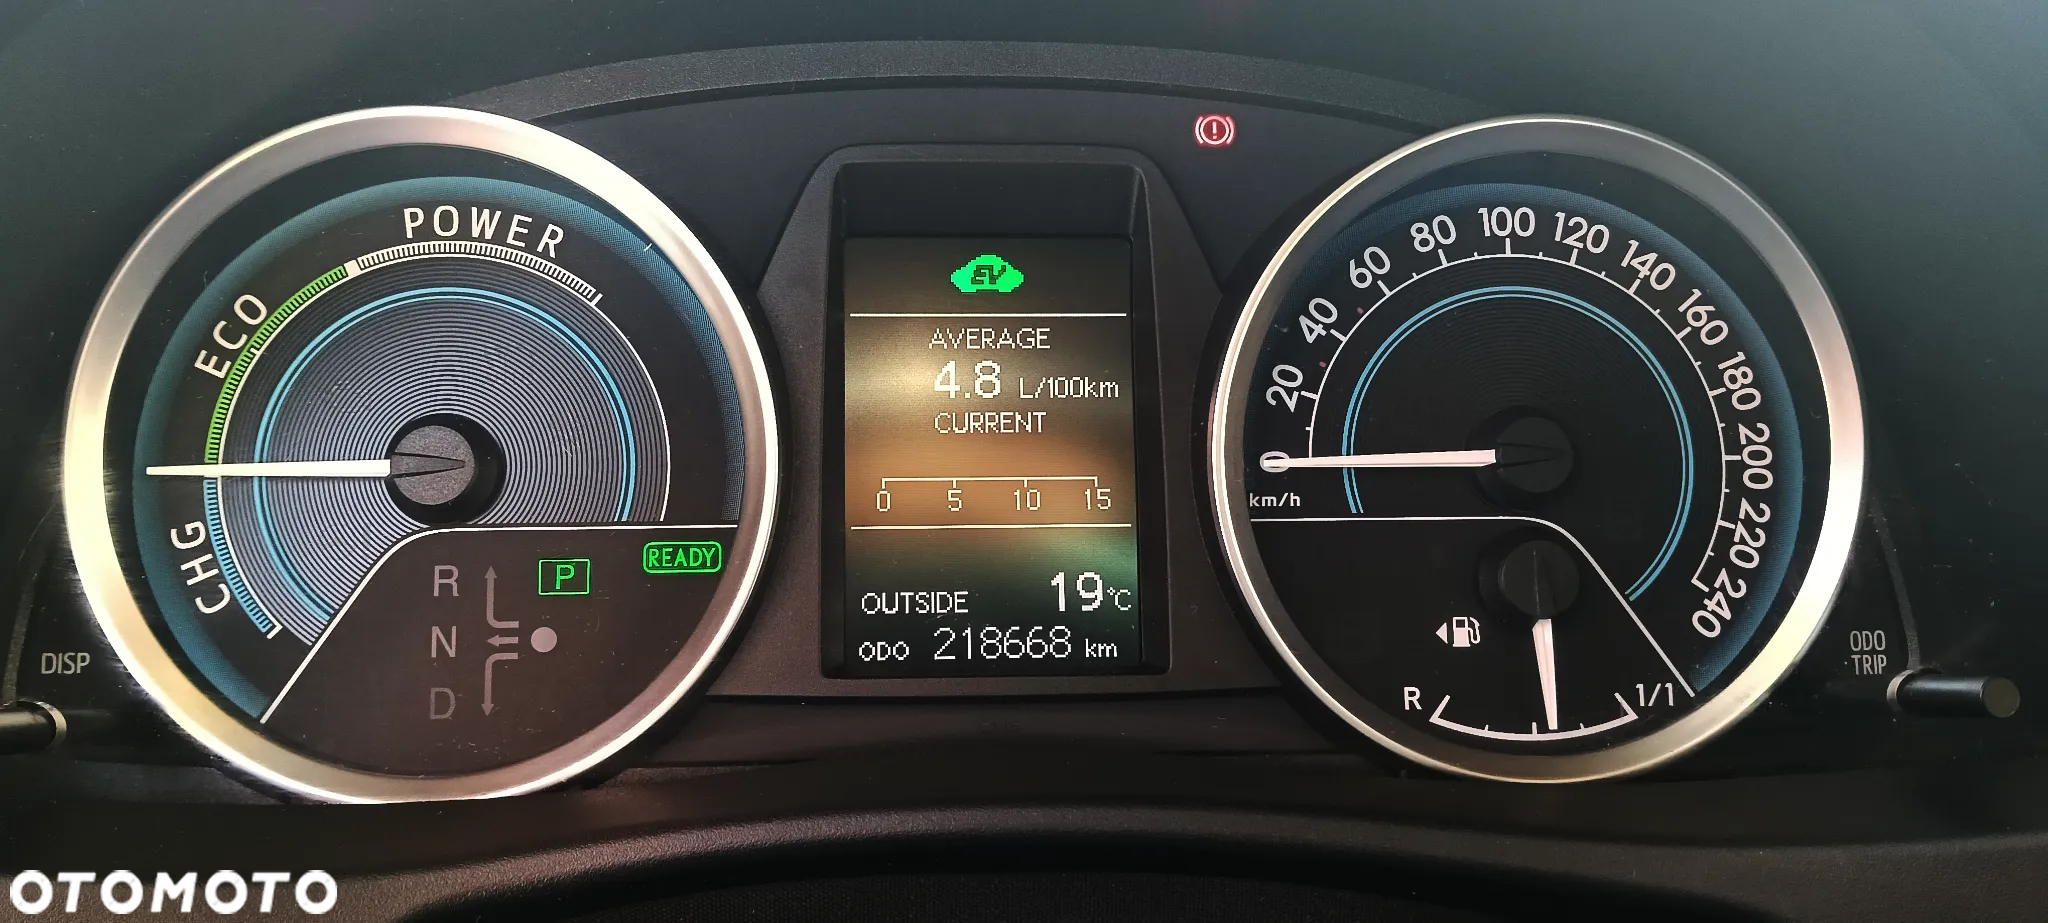 POWER
ECO
CHG
R
N
D
P
READY
DISP
EV
AVERAGE
4.8 L/100km
CURRENT
0 5 10 15
OUTSIDE 19°C
ODO 218668 km
0 20 40 60 80 100 120 140 160 180 200 220 240
km/h
R 1/1
ODO
TRIP
OTOMOTO